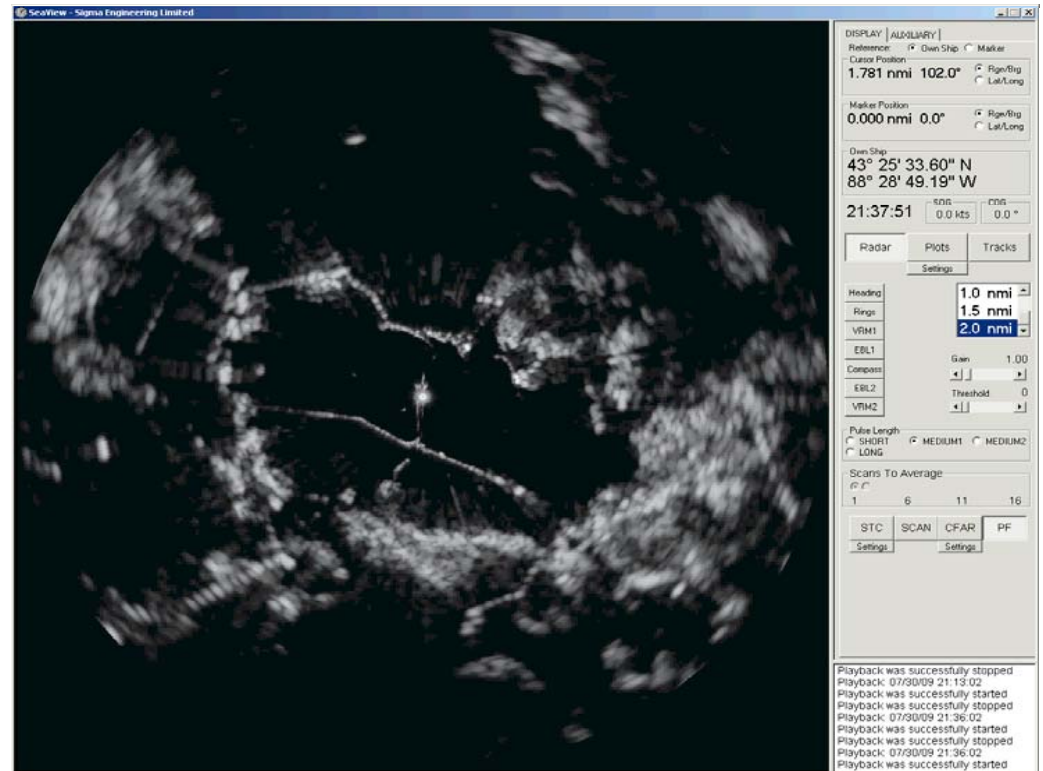 SeaView - Sigma Engineering Limited
DISPLAY AUXILIARY
Reference: Own Ship Marker
Cursor Position
1.781 nmi 102.0° Rge/Brg
Lat/Long
Marker Position
0.000 nmi 0.0° Rge/Brg
Lat/Long
Own Ship
43° 25' 33.60" N
88° 28' 49.19" W
SOG COG
21:37:51 0.0 kts 0.0 °
Radar Plots Tracks
Settings
Heading 1.0 nmi
Rings 1.5 nmi
VRM1 2.0 nmi
EBL1
Gain 1.00
Compass
EBL2
Threshold 0
VRM2
Pulse Length
SHORT MEDIUM1 MEDIUM2
LONG
Scans To Average
1 6 11 16
STC SCAN CFAR PF
Settings Settings
Playback was successfully stopped
Playback: 07/30/09 21:13:02
Playback was successfully started
Playback was successfully stopped
Playback: 07/30/09 21:36:02
Playback was successfully started
Playback was successfully stopped
Playback: 07/30/09 21:36:02
Playback was successfully started